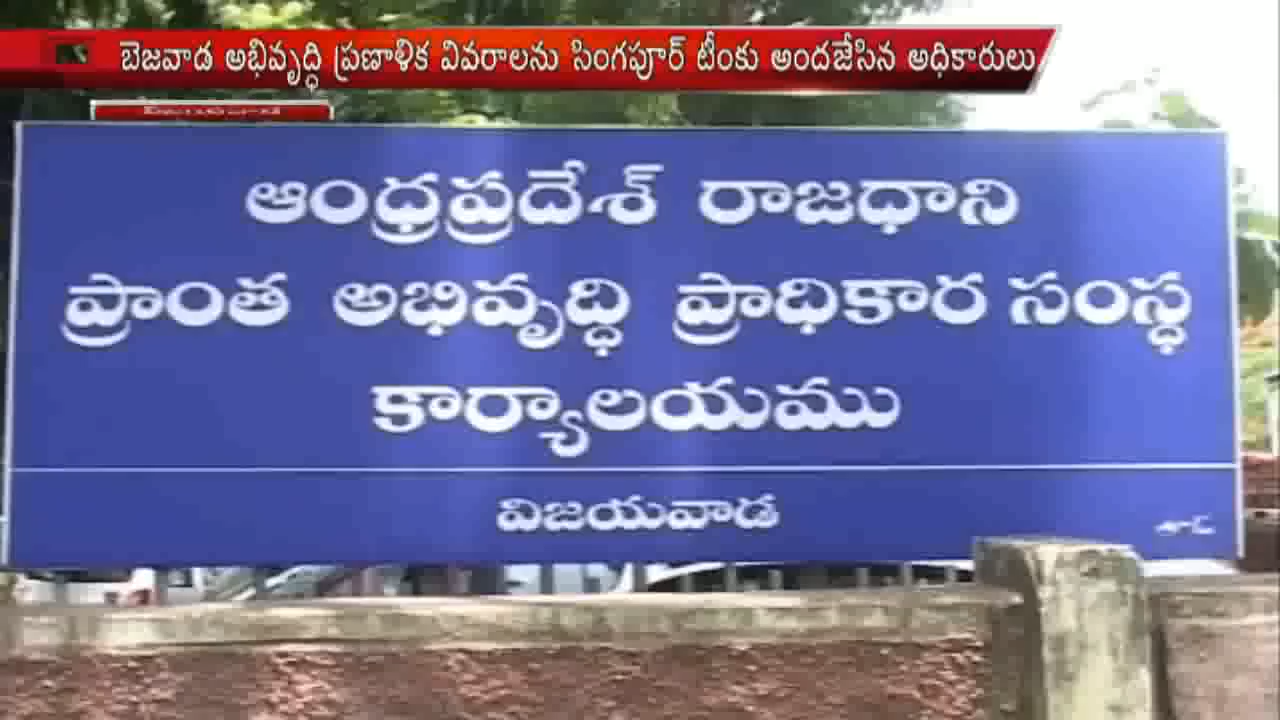 బెజవాడ అభివృద్ధి ప్రణాళిక వివరాలను సింగపూర్ టీంకు అందజేసిన అధికారులు
ఆంధ్రప్రదేశ్ రాజధాని
ప్రాంత అభివృద్ధి ప్రాధికార సంస్థ
కార్యాలయము
విజయవాడ